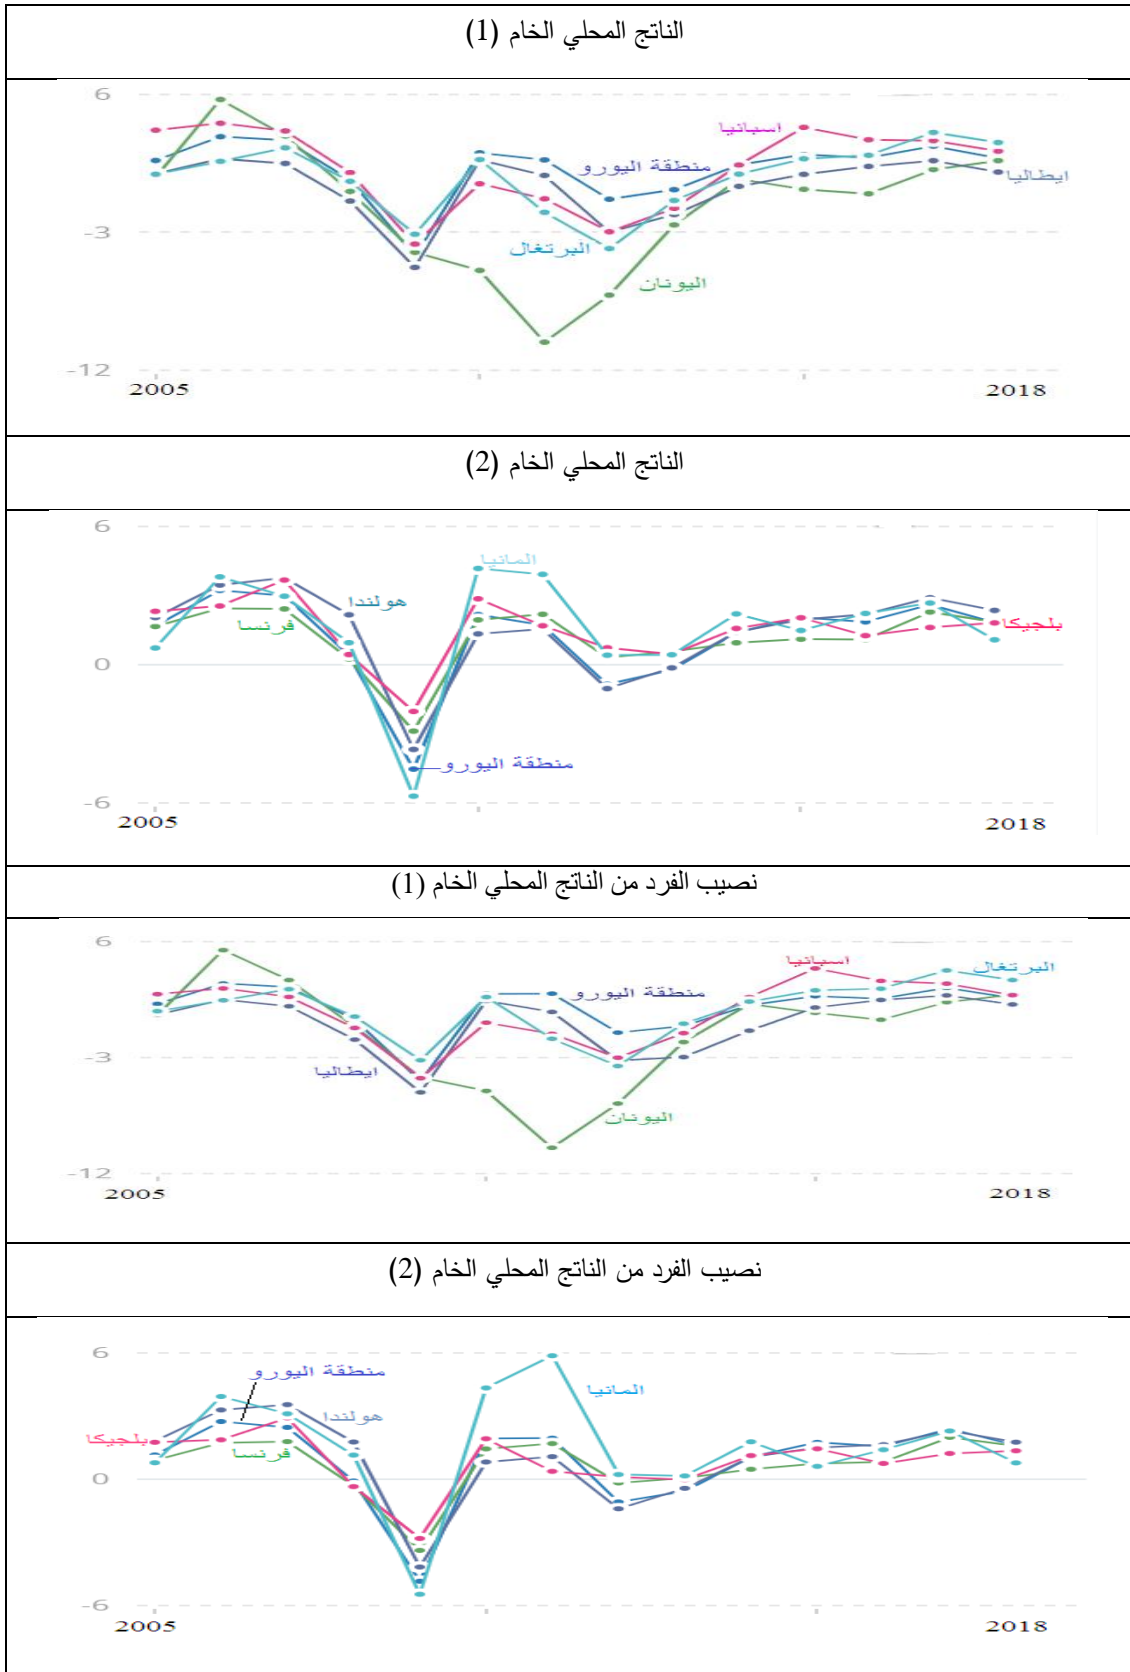 الناتج المحلي الخام (1)
6
اسبانيا
منطقة اليورو
ايطاليا
-3
البرتغال
اليونان
-12
2005
2018
الناتج المحلي الخام (2)
6
المانيا
هولندا
فرنسا
بلجيكا
0
منطقة اليورو
-6
2005
2018
نصيب الفرد من الناتج المحلي الخام (1)
6
اسبانيا
البرتغال
منطقة اليورو
-3
ايطاليا
اليونان
-12
2005
2018
نصيب الفرد من الناتج المحلي الخام (2)
6
منطقة اليورو
المانيا
هولندا
بلجيكا
فرنسا
0
-6
2005
2018